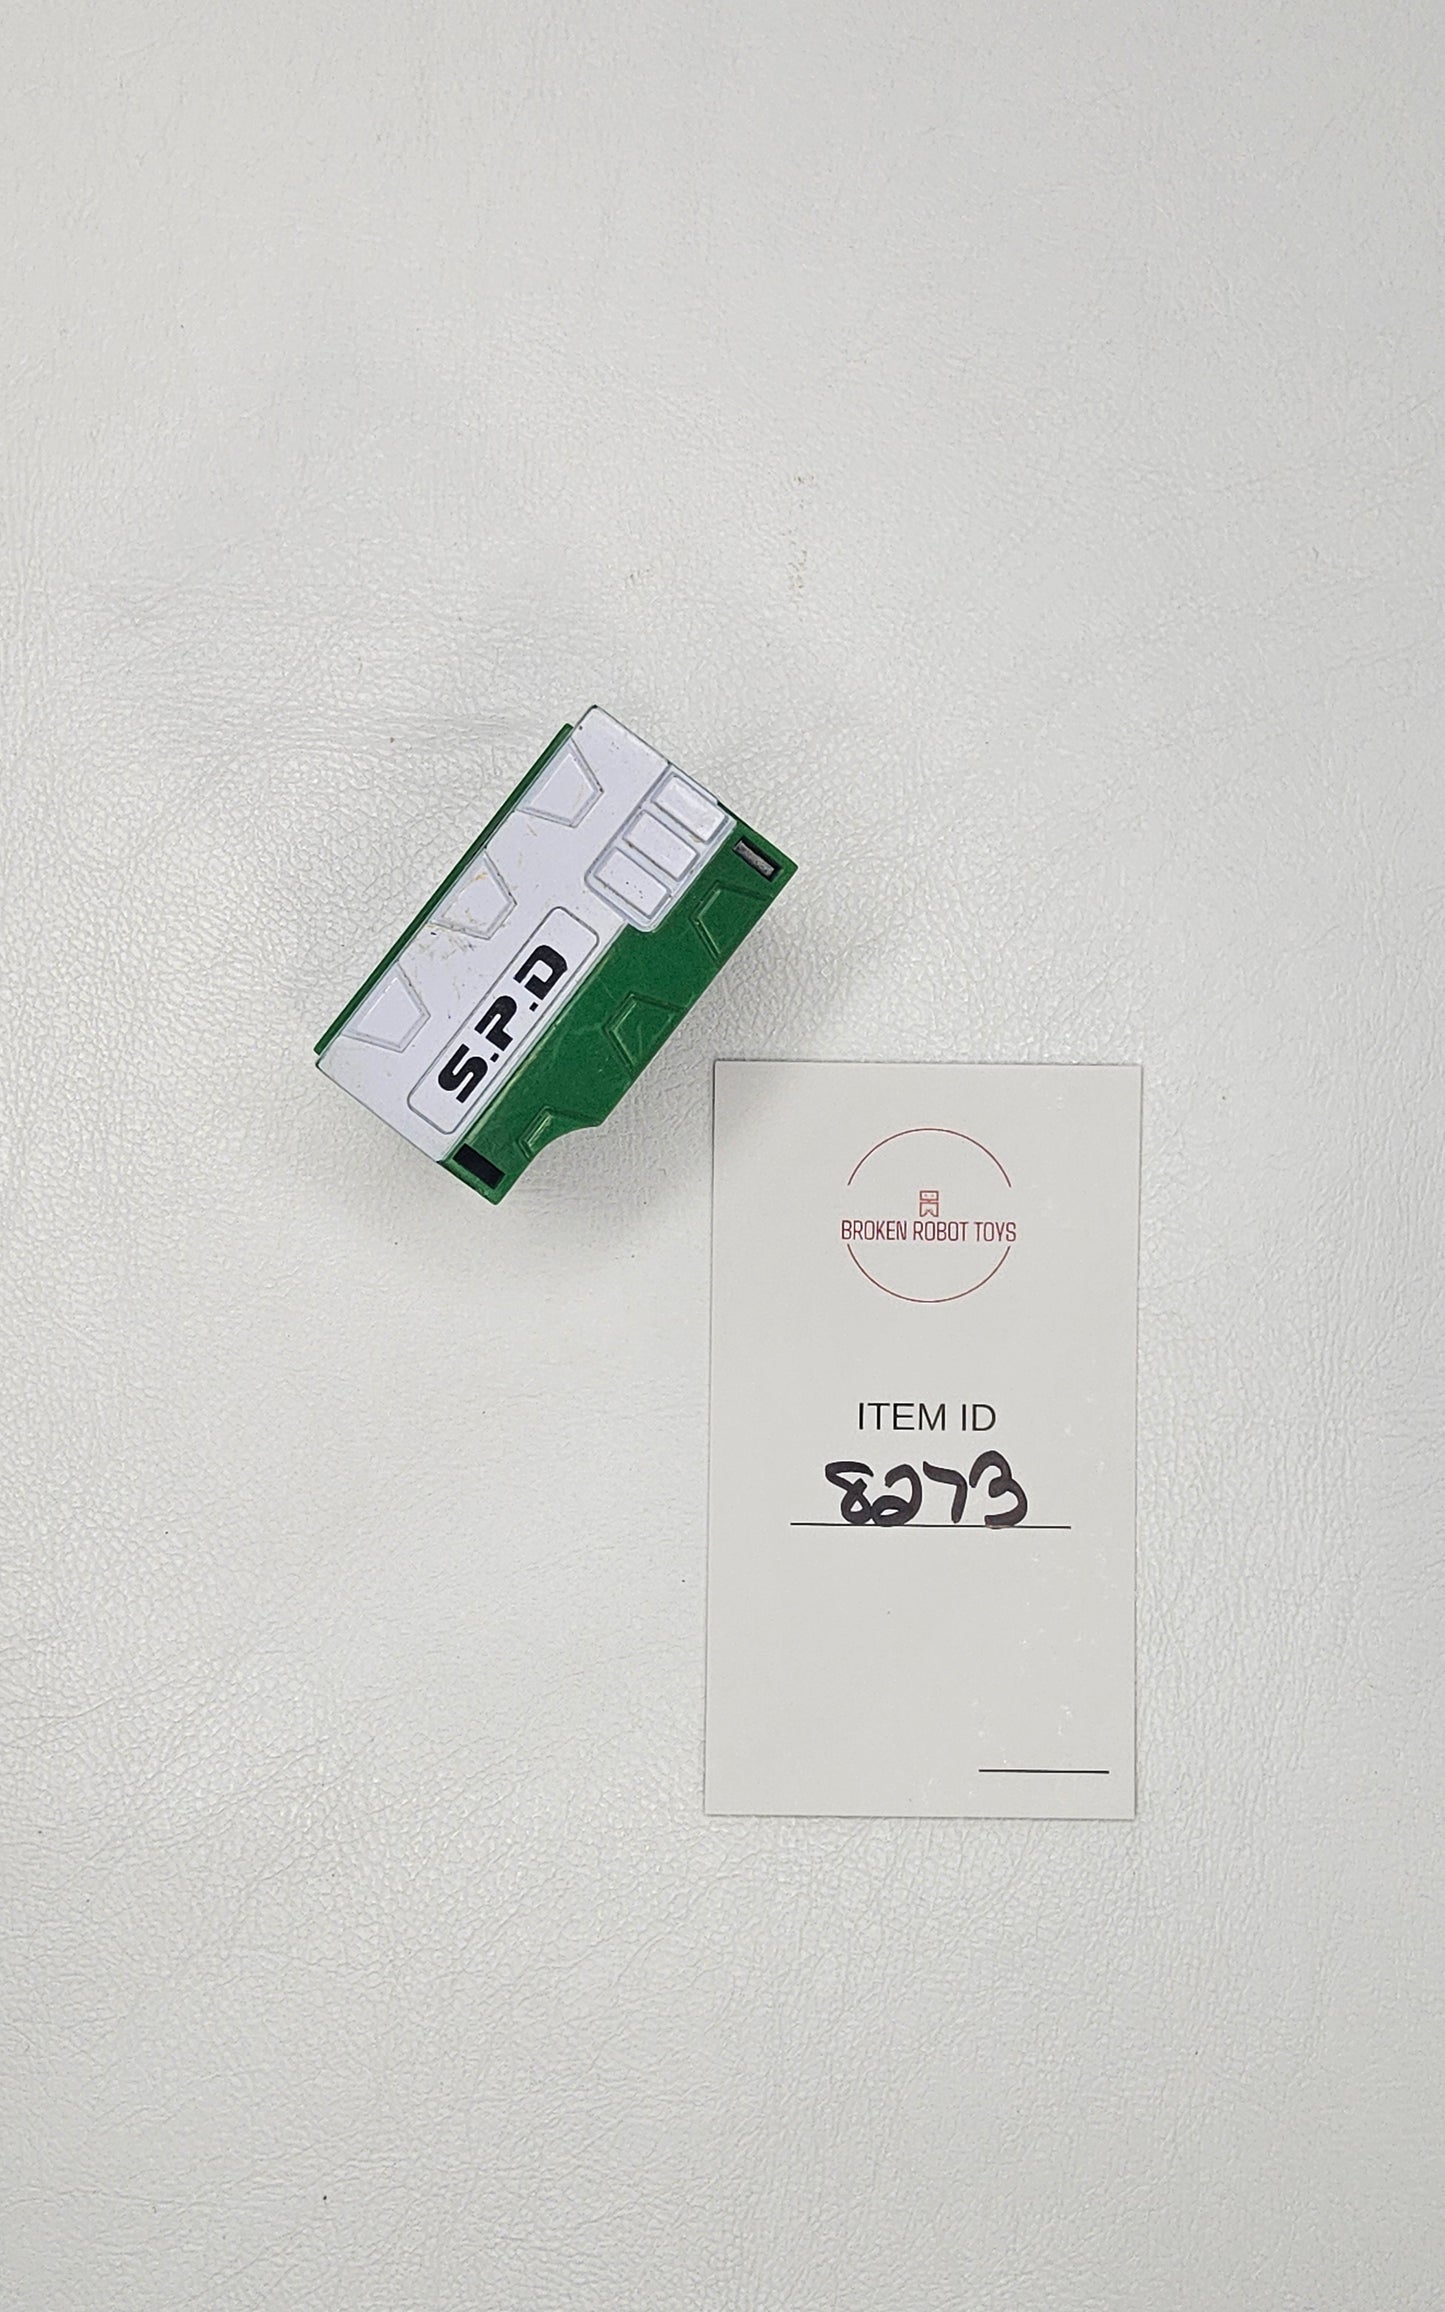 S.P.D
BROKEN ROBOT TOYS
ITEM ID
8273